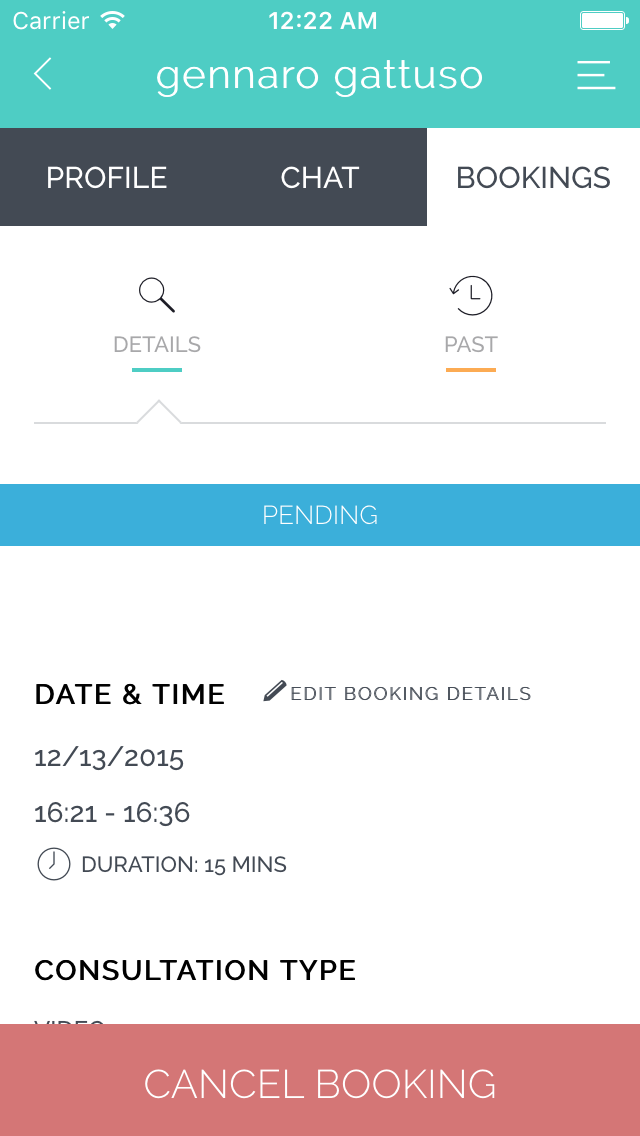 Carrier 12:22 AM
gennaro gattuso
PROFILE CHAT BOOKINGS
DETAILS PAST
PENDING
DATE & TIME EDIT BOOKING DETAILS
12/13/2015
16:21 - 16:36
DURATION: 15 MINS
CONSULTATION TYPE
VIDEO
CANCEL BOOKING